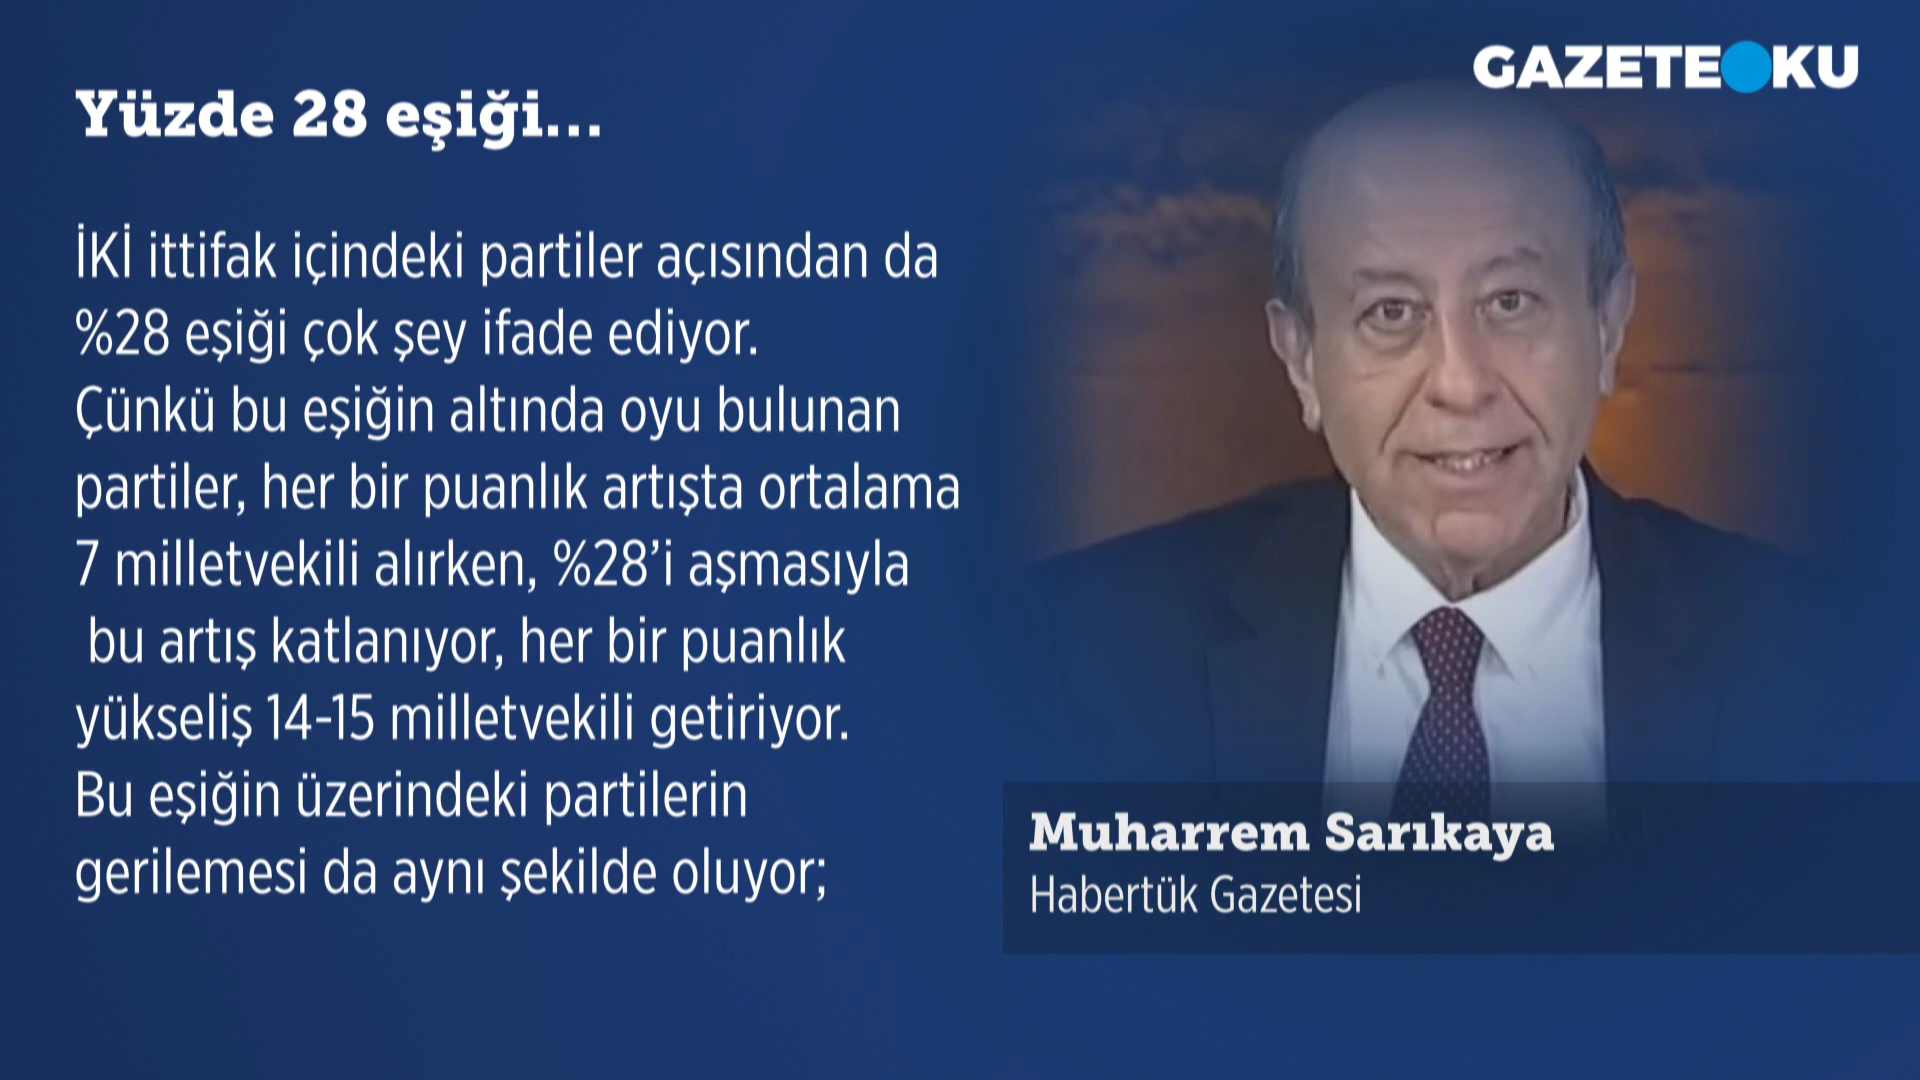 GAZETEOKU
Yüzde 28 eşiği...
İKİ ittifak içindeki partiler açısından da
%28 eşiği çok şey ifade ediyor.
Çünkü bu eşiğin altında oyu bulunan
partiler, her bir puanlık artışta ortalama
7 milletvekili alırken, %28’i aşmasıyla
bu artış katlanıyor, her bir puanlık
yükseliş 14-15 milletvekili getiriyor.
Bu eşiğin üzerindeki partilerin
gerilemesi da aynı şekilde oluyor;
Muharrem Sarıkaya
Habertük Gazetesi